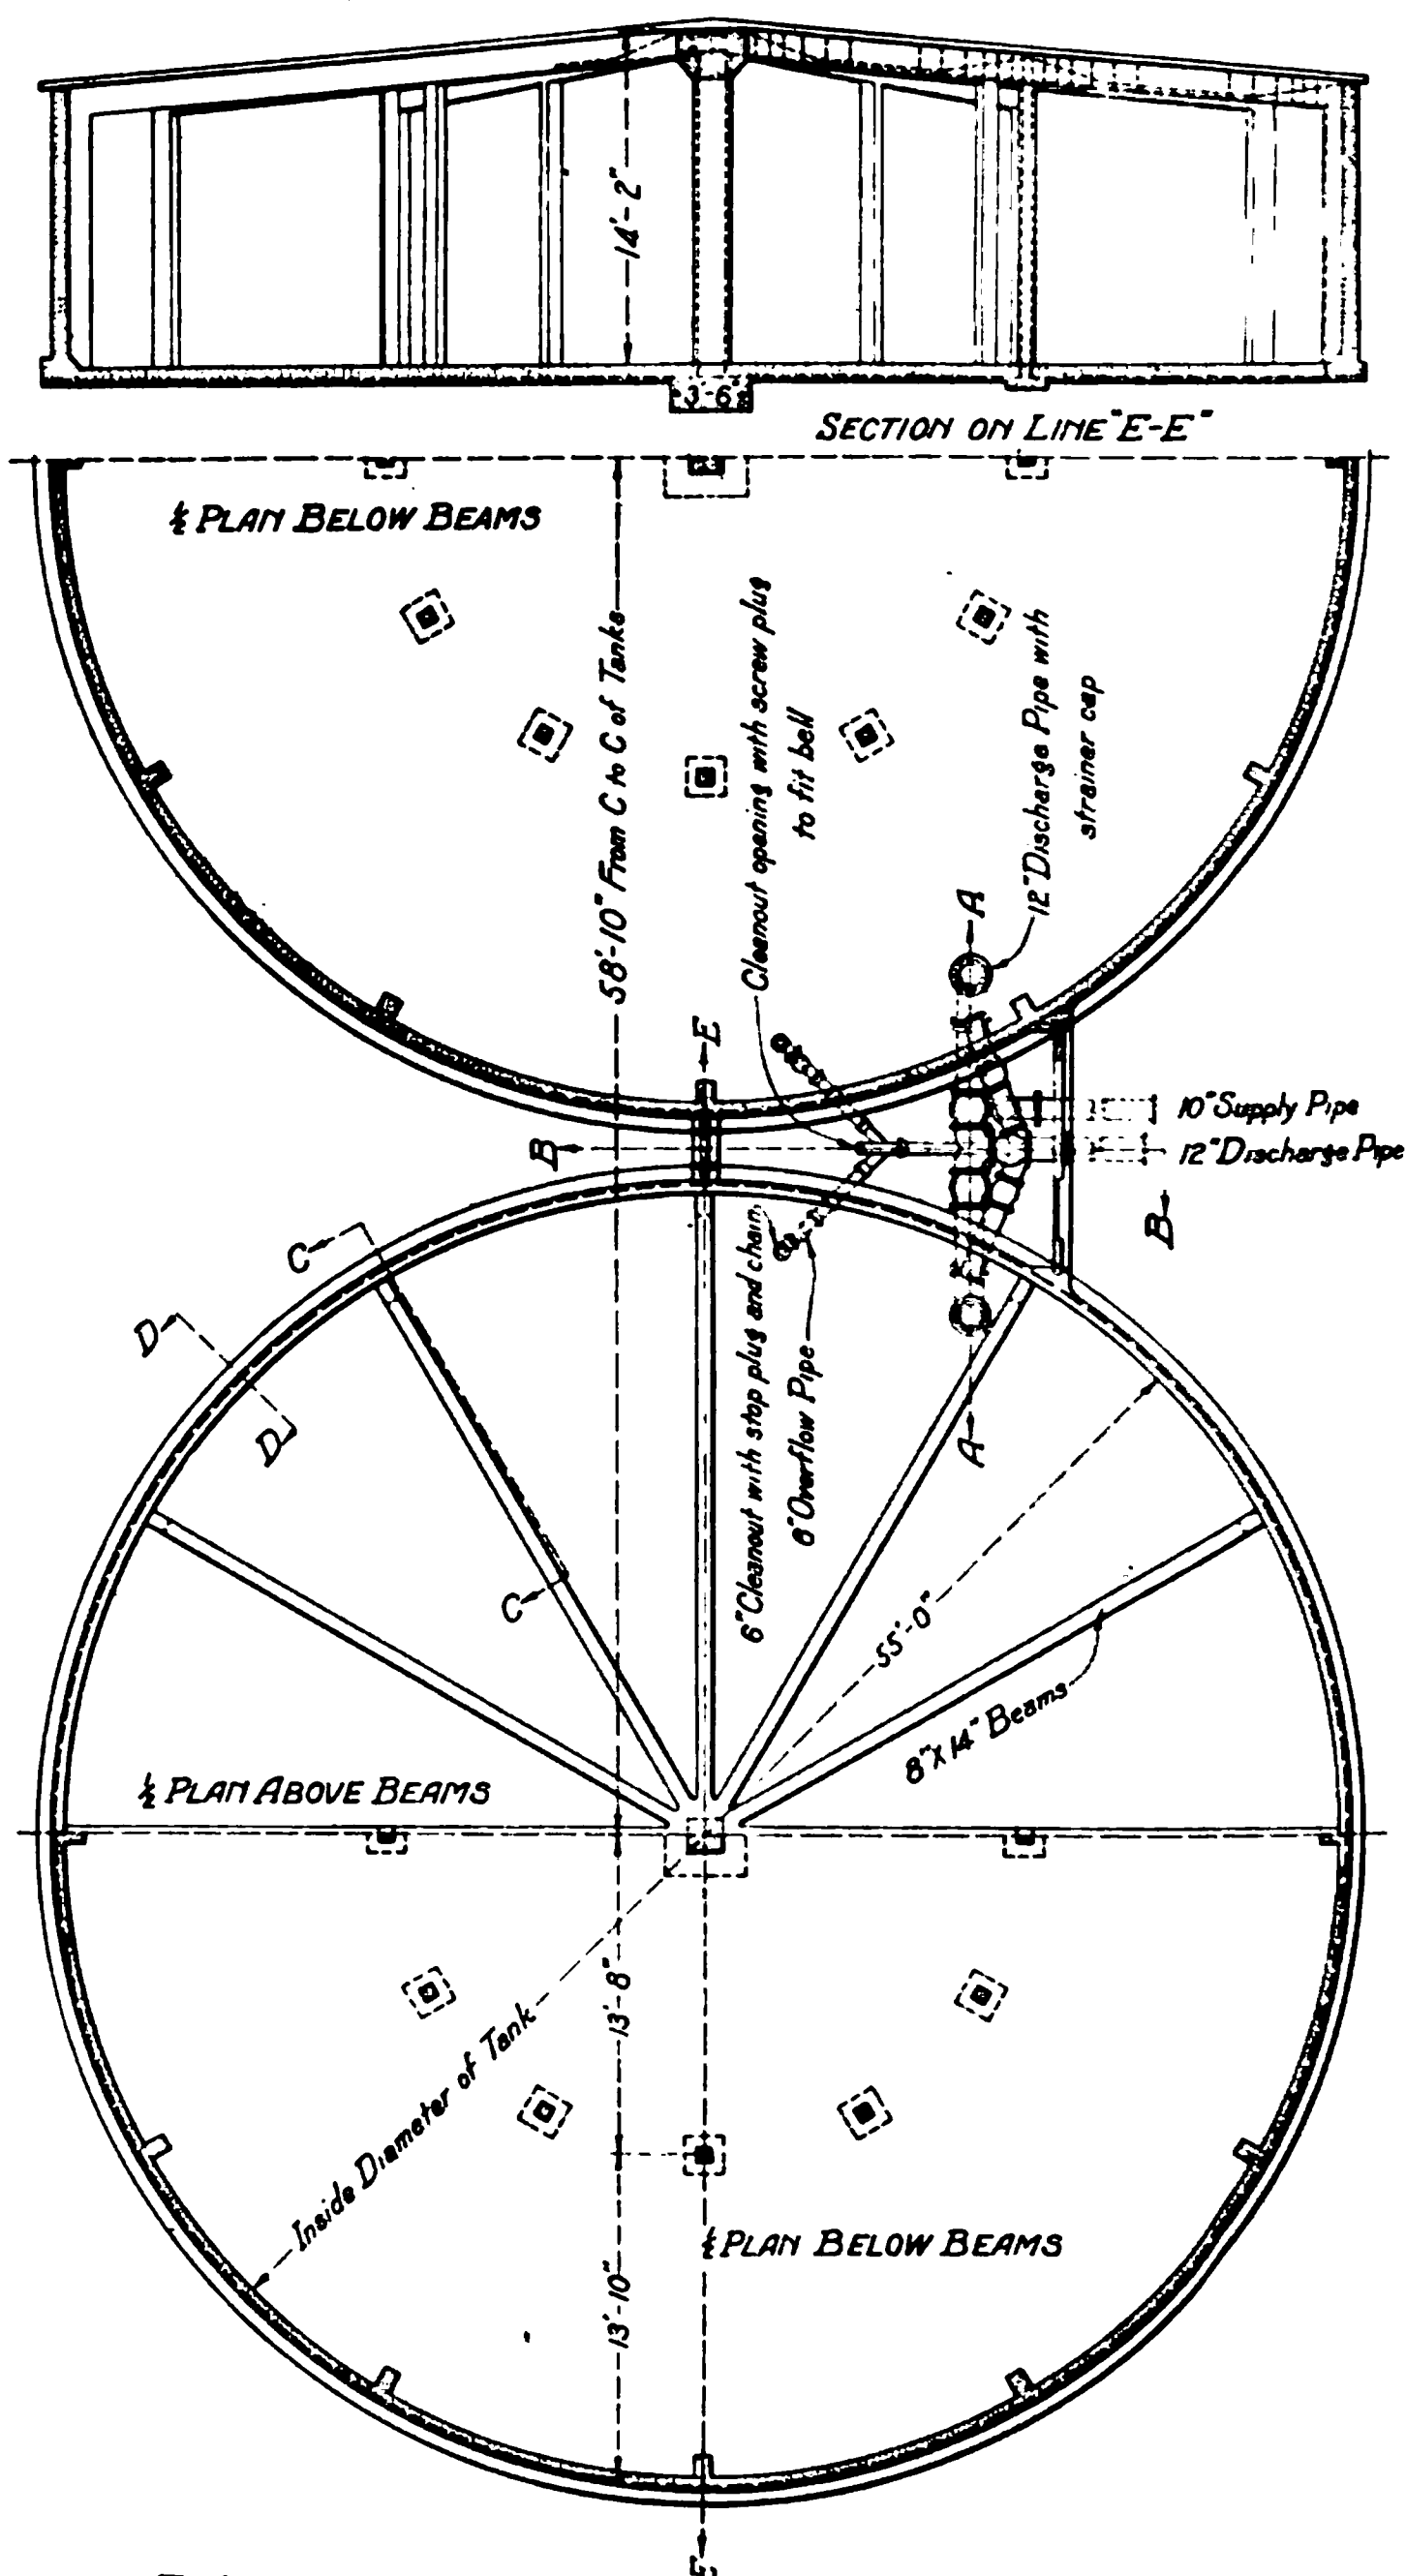 14'-2"
3-6"
SECTION ON LINE "E-E"
½ PLAN BELOW BEAMS
58'-10" From C to C of Tanks
Cleanout opening with screw plug
to fit bell
12" Discharge Pipe with
strainer cap
A
E
B
10" Supply Pipe
12" Discharge Pipe
B
C
D
D
C
6" Cleanout with stop plug and chain
6" Overflow Pipe
A
55'-0"
8" X 14" Beams
½ PLAN ABOVE BEAMS
13'-8"
Inside Diameter of Tank
½ PLAN BELOW BEAMS
13'-10"
E